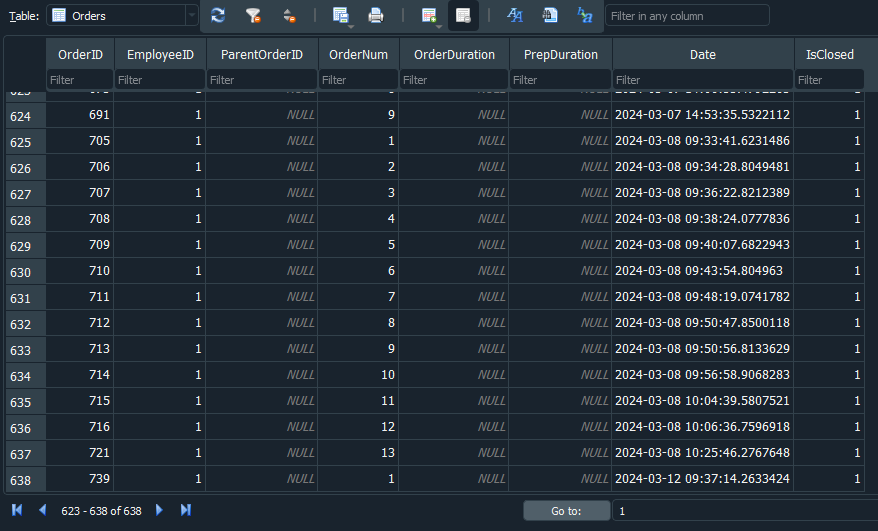 Table: Orders Filter in any column
OrderID EmployeeID ParentOrderID OrderNum OrderDuration PrepDuration Date IsClosed
Filter Filter Filter Filter Filter Filter Filter Filter
624 691 1 NULL 9 NULL NULL 2024-03-07 14:53:35.5322112 1
625 705 1 NULL 1 NULL NULL 2024-03-08 09:33:41.6231486 1
626 706 1 NULL 2 NULL NULL 2024-03-08 09:34:28.8049481 1
627 707 1 NULL 3 NULL NULL 2024-03-08 09:36:22.8212389 1
628 708 1 NULL 4 NULL NULL 2024-03-08 09:38:24.0777836 1
629 709 1 NULL 5 NULL NULL 2024-03-08 09:40:07.6822943 1
630 710 1 NULL 6 NULL NULL 2024-03-08 09:43:54.804963 1
631 711 1 NULL 7 NULL NULL 2024-03-08 09:48:19.0741782 1
632 712 1 NULL 8 NULL NULL 2024-03-08 09:50:47.8500118 1
633 713 1 NULL 9 NULL NULL 2024-03-08 09:50:56.8133629 1
634 714 1 NULL 10 NULL NULL 2024-03-08 09:56:58.9068283 1
635 715 1 NULL 11 NULL NULL 2024-03-08 10:04:39.5807521 1
636 716 1 NULL 12 NULL NULL 2024-03-08 10:06:36.7596918 1
637 721 1 NULL 13 NULL NULL 2024-03-08 10:25:46.2767648 1
638 739 1 NULL 1 NULL NULL 2024-03-12 09:37:14.2633424 1
623 - 638 of 638 Go to: 1